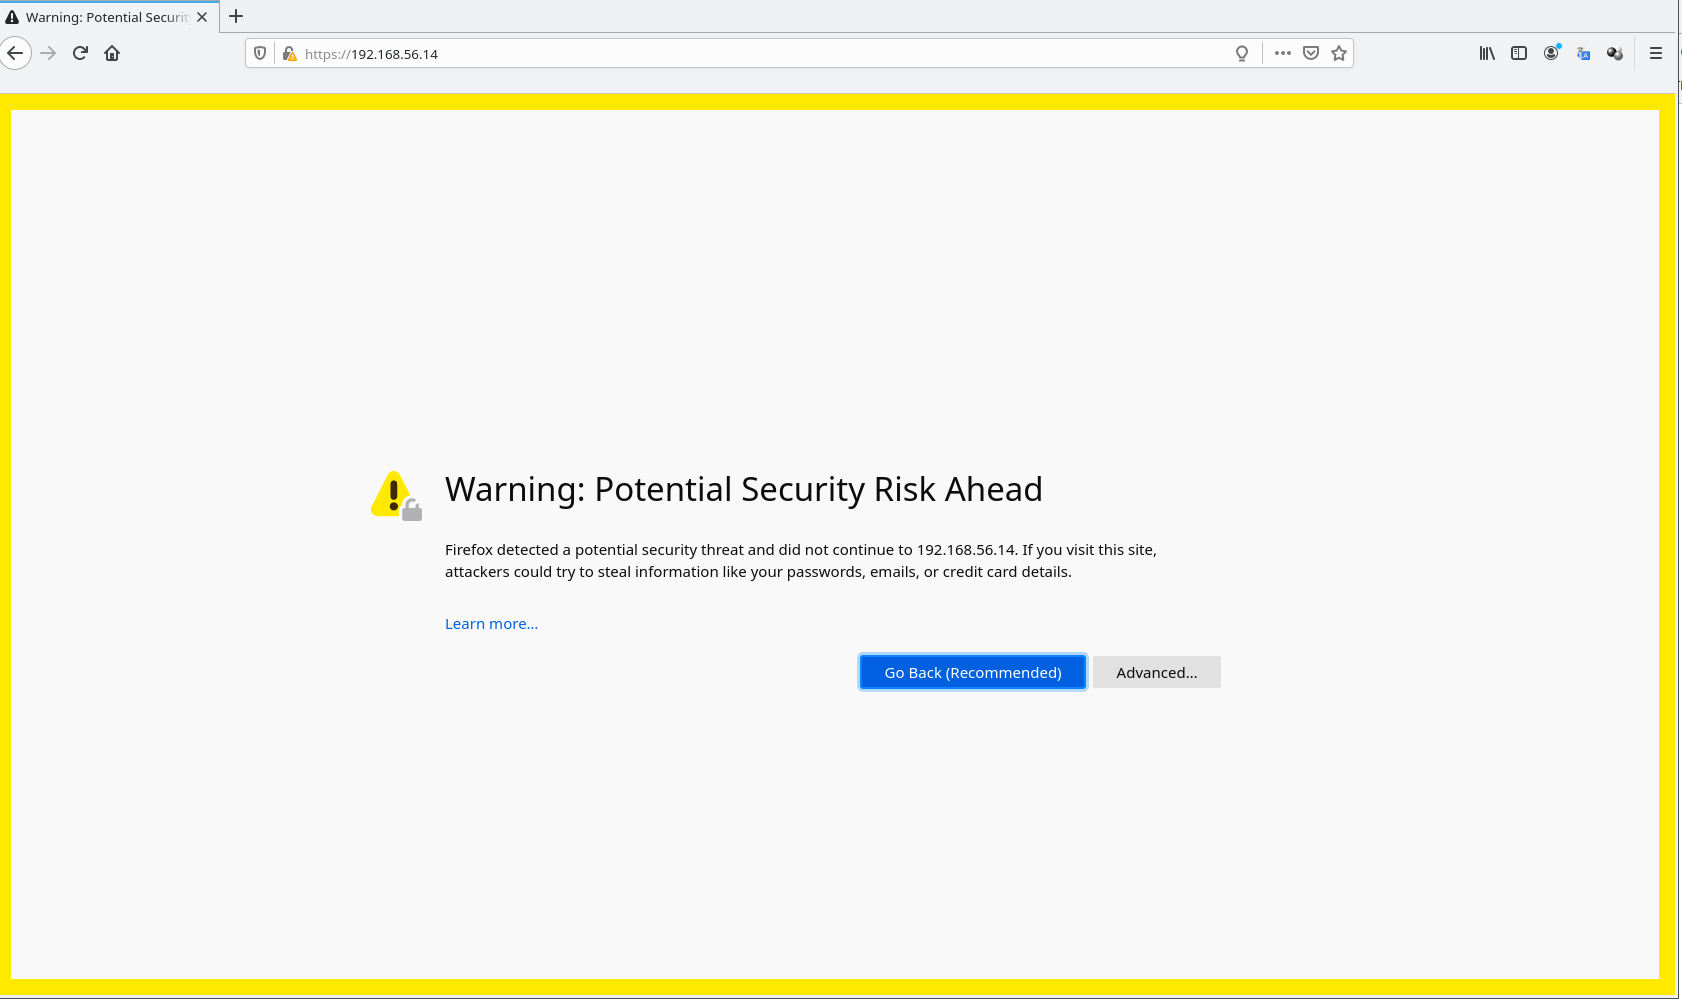 Warning: Potential Securit
https://192.168.56.14
Warning: Potential Security Risk Ahead
Firefox detected a potential security threat and did not continue to 192.168.56.14. If you visit this site,
attackers could try to steal information like your passwords, emails, or credit card details.
Learn more...
Go Back (Recommended)
Advanced...